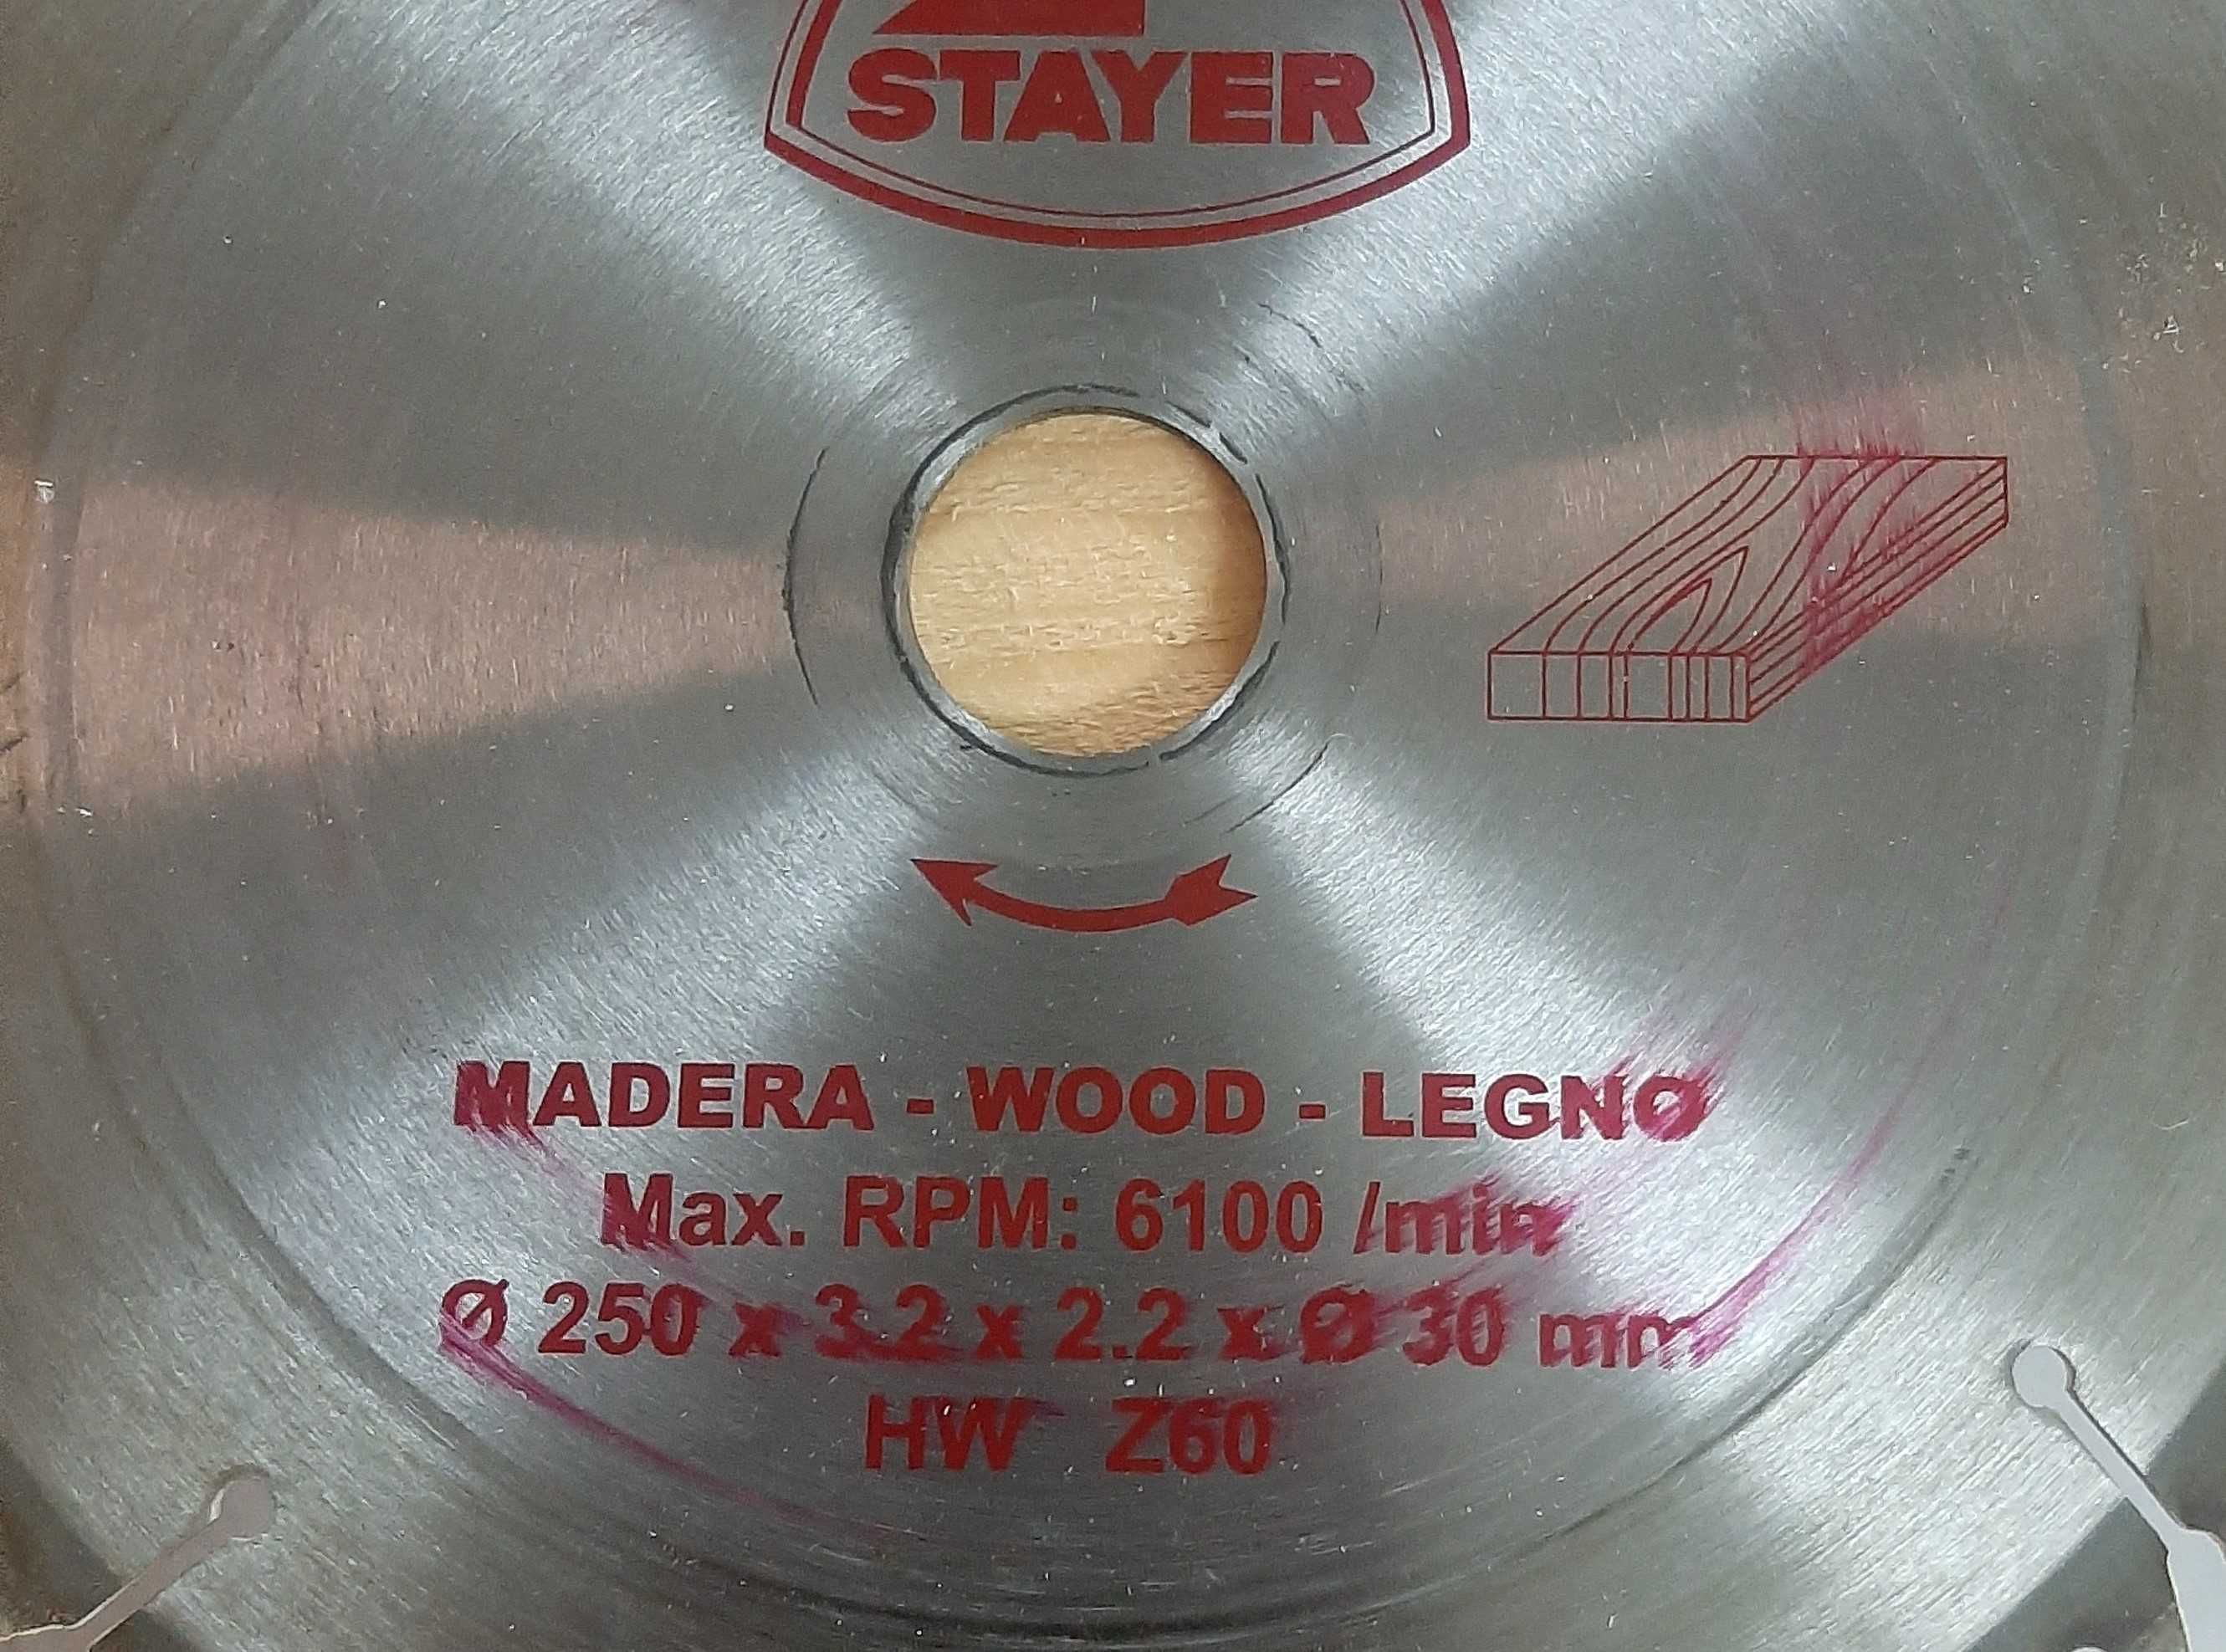 STAYER
MADERA - WOOD - LEGNO
Max. RPM: 6100 /min
Ø 250 x 3.2 x 2.2 x Ø 30 mm
HW Z60